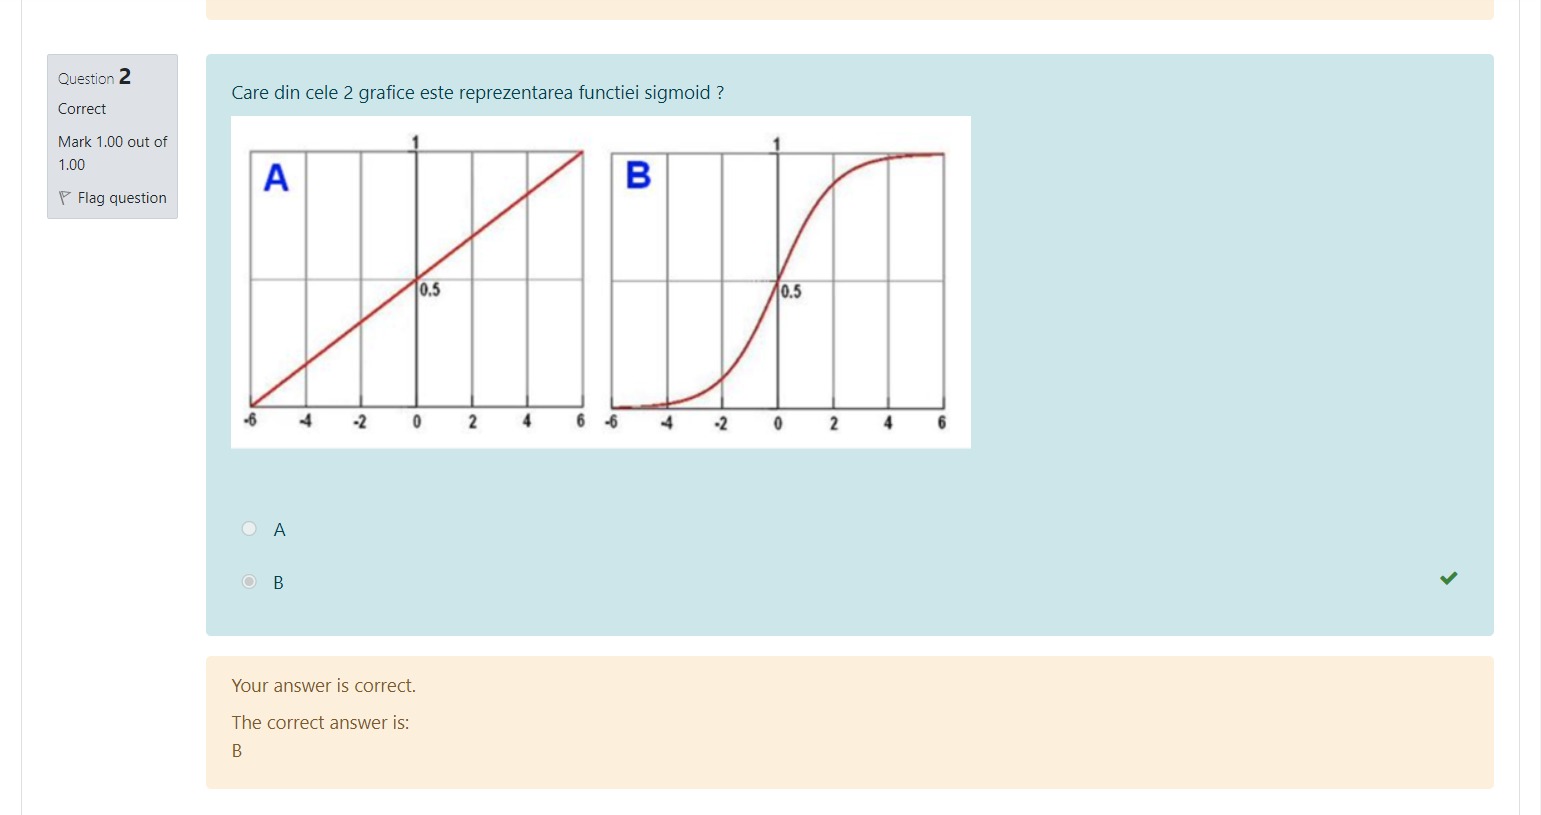 Question 2
Correct
Mark 1.00 out of
1.00
Flag question
Care din cele 2 grafice este reprezentarea functiei sigmoid ?
1
A
0.5
-6 -4 -2 0 2 4 6
1
B
0.5
-6 -4 -2 0 2 4 6
A
B
Your answer is correct.
The correct answer is:
B